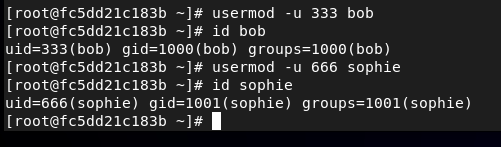 [root@fc5dd21c183b ~]# usermod -u 333 bob
[root@fc5dd21c183b ~]# id bob
uid=333(bob) gid=1000(bob) groups=1000(bob)
[root@fc5dd21c183b ~]# usermod -u 666 sophie
[root@fc5dd21c183b ~]# id sophie
uid=666(sophie) gid=1001(sophie) groups=1001(sophie)
[root@fc5dd21c183b ~]#